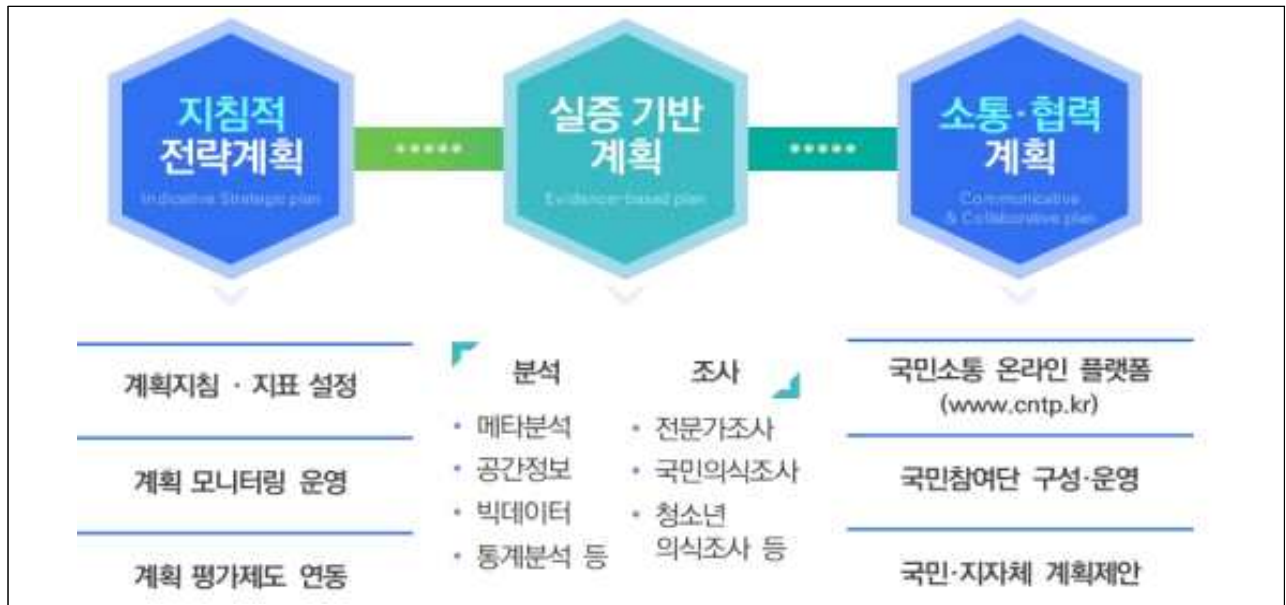 지침적
전략계획
Indicative Strategic plan
실증 기반
계획
Evidence-based plan
소통·협력
계획
Communicative
& Collaborative plan
계획지침 · 지표 설정
계획 모니터링 운영
계획 평가제도 연동
분석
• 메타분석
• 공간정보
• 빅데이터
• 통계분석 등
조사
• 전문가조사
• 국민의식조사
• 청소년
의식조사 등
국민소통 온라인 플랫폼
(www.cntp.kr)
국민참여단 구성·운영
국민·지자체 계획제안